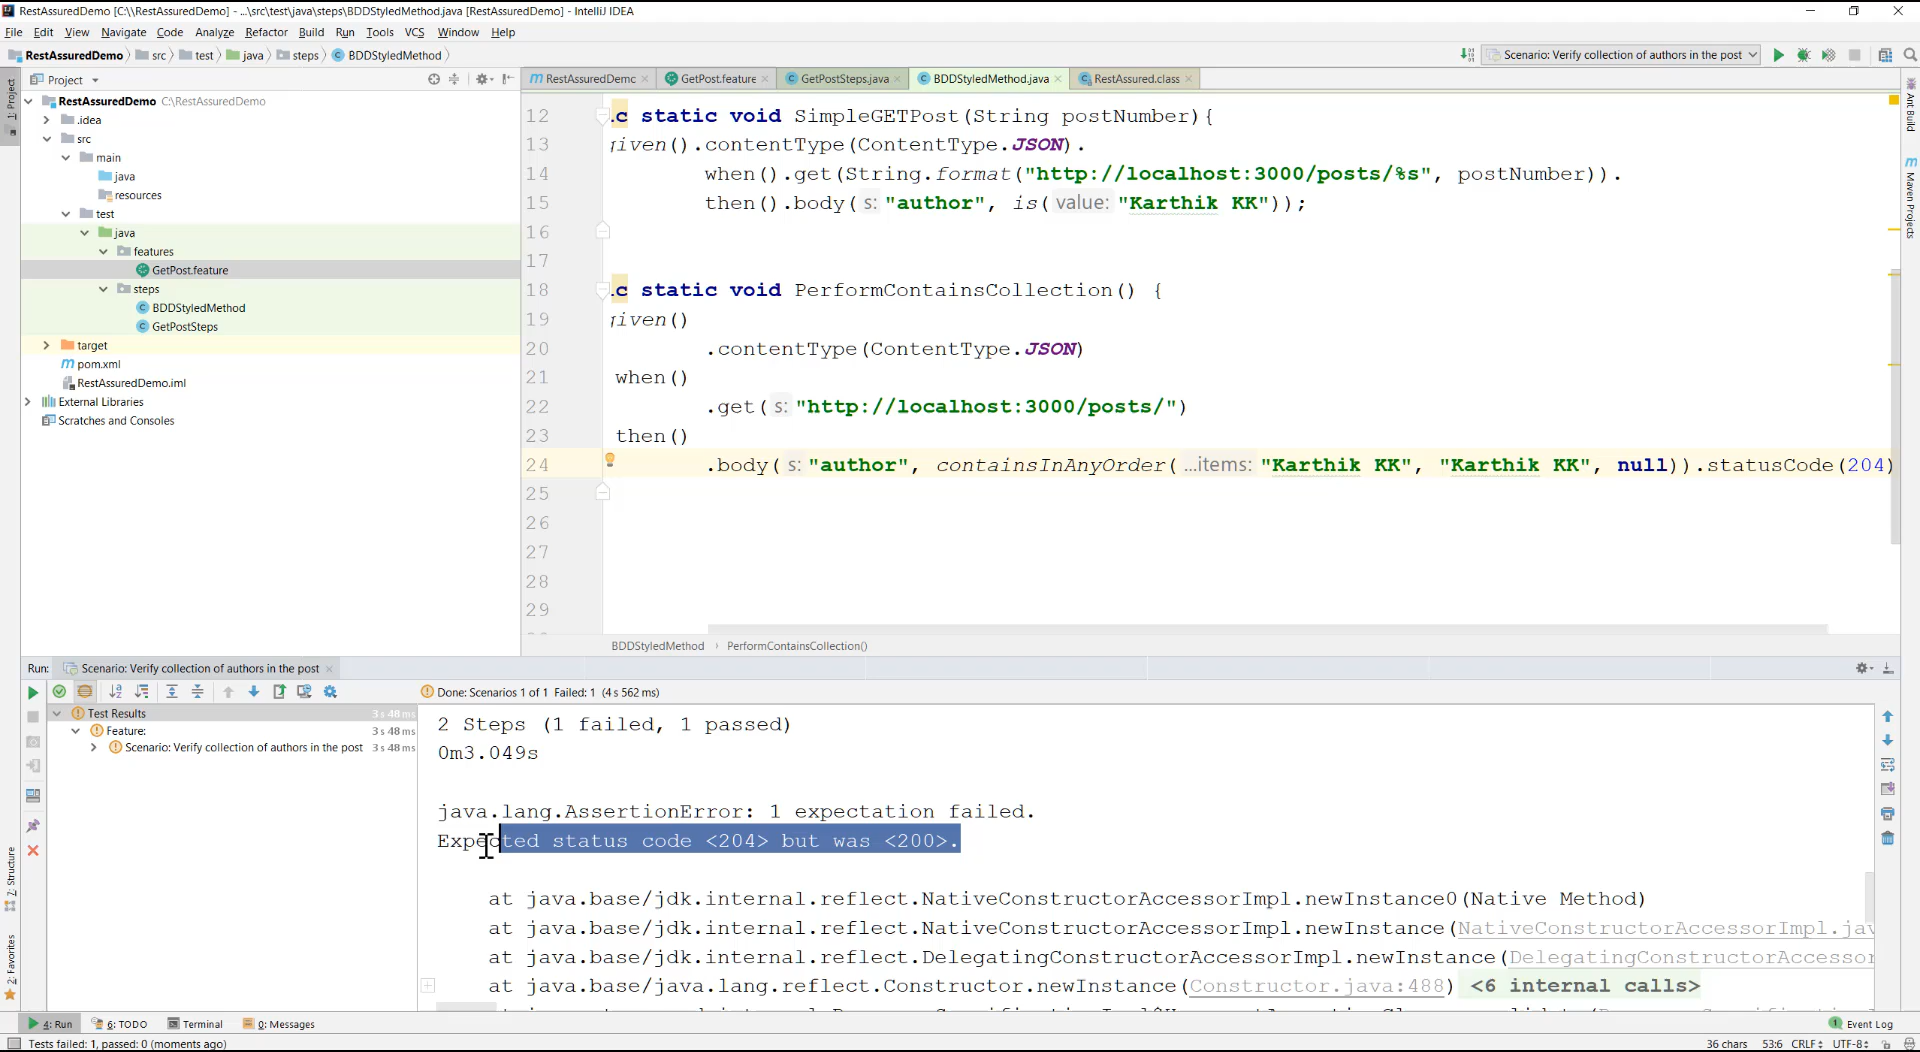 RestAssuredDemo [C:\\RestAssuredDemo] - ...\src\test\java\steps\BDDStyledMethod.java [RestAssuredDemo] - IntelliJ IDEA
File Edit View Navigate Code Analyze Refactor Build Run Tools VCS Window Help
RestAssuredDemo src test java steps BDDStyledMethod
Scenario: Verify collection of authors in the post
1: Project
Project
RestAssuredDemo C:\RestAssuredDemo
.idea
src
main
java
resources
test
java
features
GetPost.feature
steps
BDDStyledMethod
GetPostSteps
target
pom.xml
RestAssuredDemo.iml
External Libraries
Scratches and Consoles
RestAssuredDemc GetPost.feature GetPostSteps.java BDDStyledMethod.java RestAssured.class
12 .c static void SimpleGETPost(String postNumber){
13 given().contentType(ContentType.JSON).
14 when().get(String.format("http://localhost:3000/posts/%s", postNumber)).
15 then().body( s: "author", is( value: "Karthik KK"));
16
17
18 .c static void PerformContainsCollection() {
19 given()
20 .contentType(ContentType.JSON)
21 when()
22 .get( s: "http://localhost:3000/posts/")
23 then()
24 .body( s: "author", containsInAnyOrder( ...items: "Karthik KK", "Karthik KK", null)).statusCode(204)
25
26
27
28
29
BDDStyledMethod PerformContainsCollection()
Ant Build
Maven Projects
Run: Scenario: Verify collection of authors in the post
Done: Scenarios 1 of 1 Failed: 1 (4 s 562 ms)
Test Results 3 s 48 ms
Feature: 3 s 48 ms
Scenario: Verify collection of authors in the post 3 s 48 ms
2 Steps (1 failed, 1 passed)
0m3.049s
java.lang.AssertionError: 1 expectation failed.
Expected status code <204> but was <200>.
at java.base/jdk.internal.reflect.NativeConstructorAccessorImpl.newInstance0(Native Method)
at java.base/jdk.internal.reflect.NativeConstructorAccessorImpl.newInstance(NativeConstructorAccessorImpl.jav
at java.base/jdk.internal.reflect.DelegatingConstructorAccessorImpl.newInstance(DelegatingConstructorAccessor
at java.base/java.lang.reflect.Constructor.newInstance(Constructor.java:488) <6 internal calls>
7: Structure
2: Favorites
4: Run 6: TODO Terminal 0: Messages Event Log
Tests failed: 1, passed: 0 (moments ago) 36 chars 53:6 CRLF UTF-8